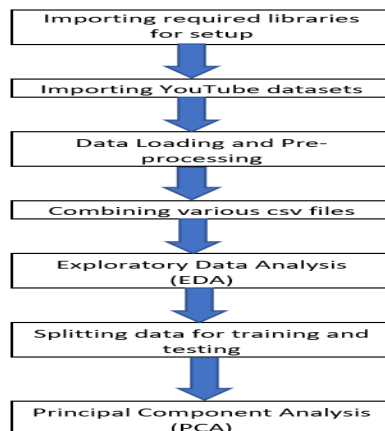 Importing required libraries
for setup
Importing YouTube datasets
Data Loading and Pre-
processing
Combining various csv files
Exploratory Data Analysis
(EDA)
Splitting data for training and
testing
Principal Component Analysis
(PCA)